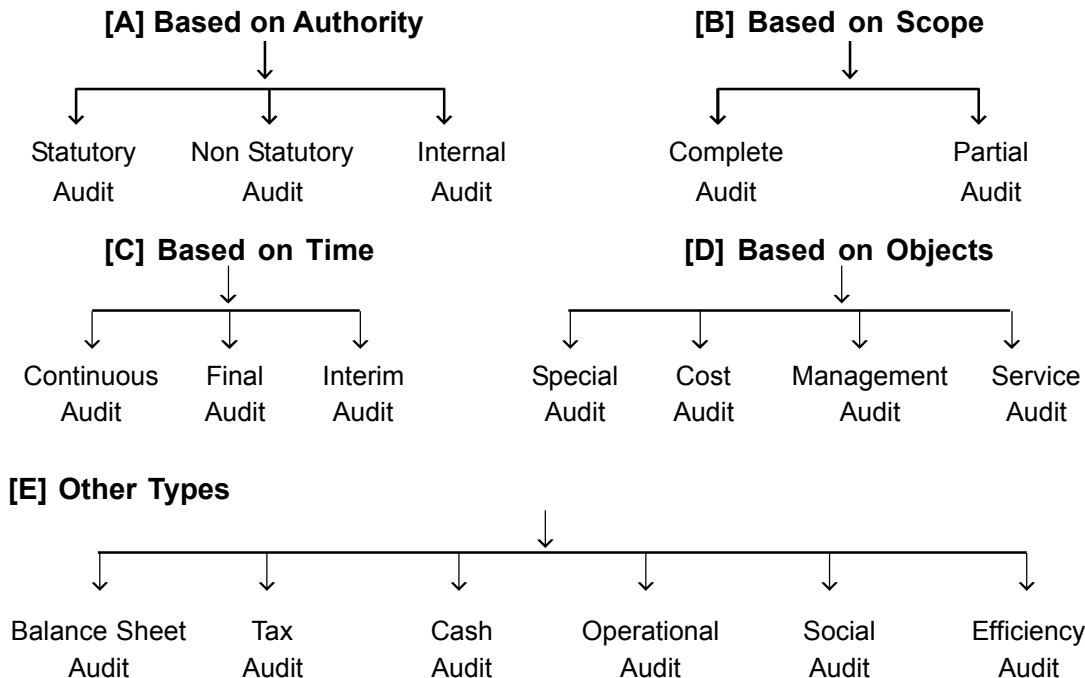 [A] Based on Authority [B] Based on Scope
Statutory Non Statutory Internal Complete Partial
Audit Audit Audit Audit Audit
[C] Based on Time [D] Based on Objects
Continuous Final Interim Special Cost Management Service
Audit Audit Audit Audit Audit Audit Audit
[E] Other Types
Balance Sheet Tax Cash Operational Social Efficiency
Audit Audit Audit Audit Audit Audit